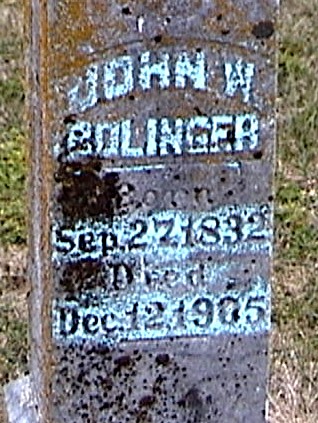 JOHN W
BOLINGER
Born
Sep. 27, 1832
Died
Dec. 12, 1905